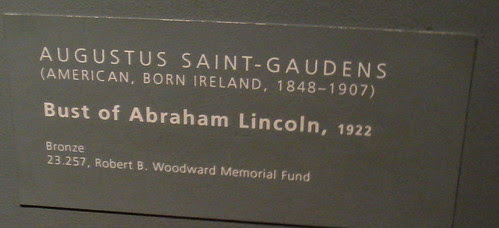 AUGUSTUS SAINT-GAUDENS
(AMERICAN, BORN IRELAND, 1848–1907)
Bust of Abraham Lincoln, 1922
Bronze
23.257, Robert B. Woodward Memorial Fund